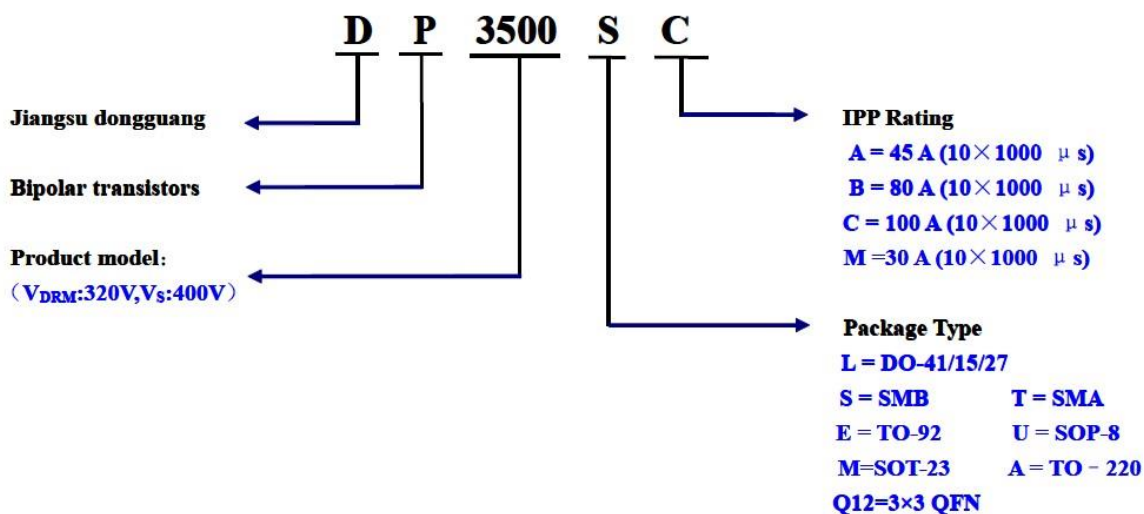 D P 3500 S C
Jiangsu dongguang
Bipolar transistors
Product model：
（VDRM:320V,VS:400V）
IPP Rating
A = 45 A (10×1000 μ s)
B = 80 A (10×1000 μ s)
C = 100 A (10×1000 μ s)
M =30 A (10×1000 μ s)
Package Type
L = DO-41/15/27
S = SMB T = SMA
E = TO-92 U = SOP-8
M=SOT-23 A = TO－220
Q12=3×3 QFN